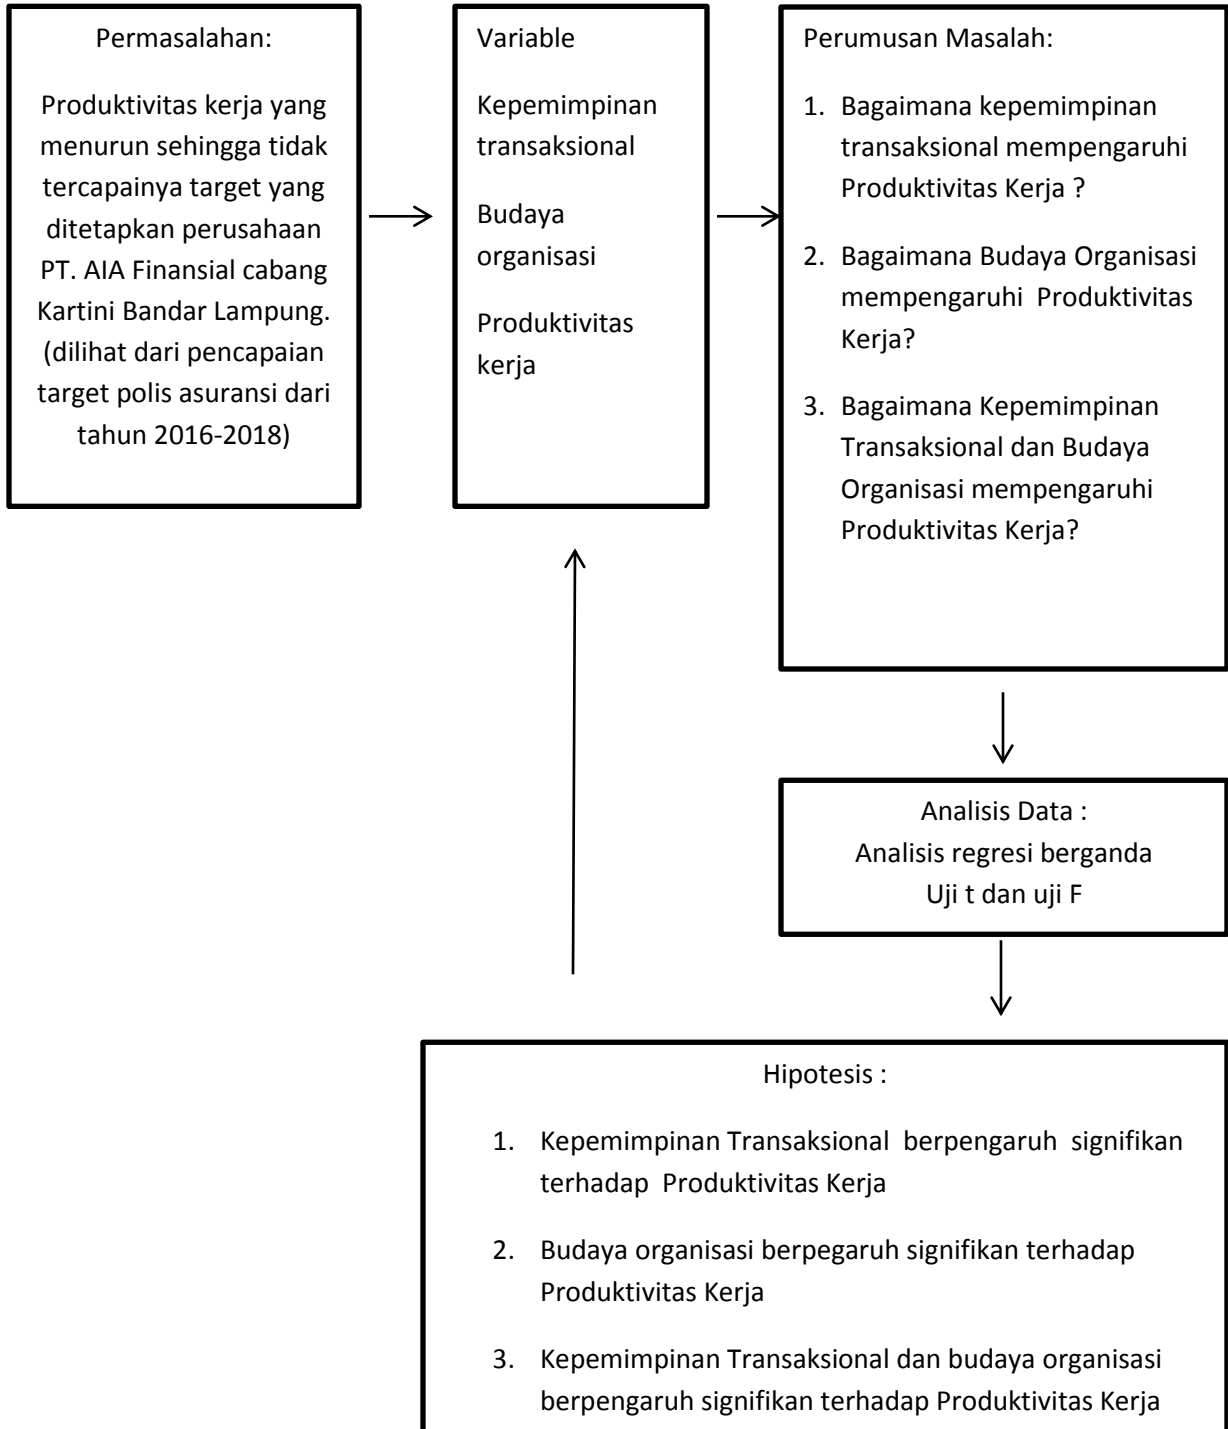 Permasalahan:
Produktivitas kerja yang
menurun sehingga tidak
tercapainya target yang
ditetapkan perusahaan
PT. AIA Finansial cabang
Kartini Bandar Lampung.
(dilihat dari pencapaian
target polis asuransi dari
tahun 2016-2018)
Variable
Kepemimpinan
transaksional
Budaya
organisasi
Produktivitas
kerja
Perumusan Masalah:
1. Bagaimana kepemimpinan
transaksional mempengaruhi
Produktivitas Kerja ?
2. Bagaimana Budaya Organisasi
mempengaruhi Produktivitas
Kerja?
3. Bagaimana Kepemimpinan
Transaksional dan Budaya
Organisasi mempengaruhi
Produktivitas Kerja?
Analisis Data :
Analisis regresi berganda
Uji t dan uji F
Hipotesis :
1. Kepemimpinan Transaksional berpengaruh signifikan
terhadap Produktivitas Kerja
2. Budaya organisasi berpegaruh signifikan terhadap
Produktivitas Kerja
3. Kepemimpinan Transaksional dan budaya organisasi
berpengaruh signifikan terhadap Produktivitas Kerja